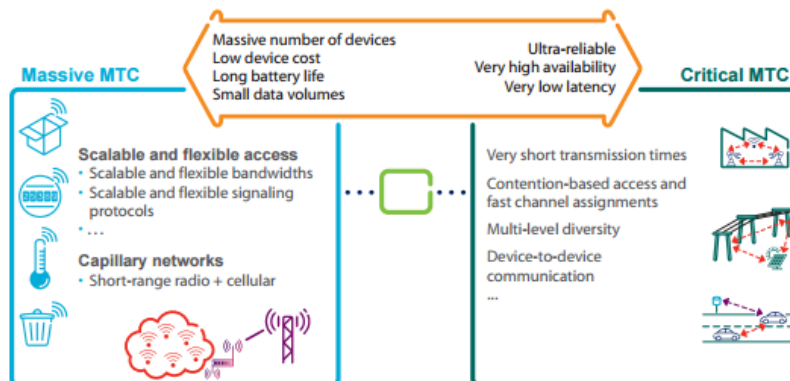 Massive number of devices
Low device cost
Long battery life
Small data volumes
Ultra-reliable
Very high availability
Very low latency
Massive MTC
Critical MTC
Scalable and flexible access
• Scalable and flexible bandwidths
• Scalable and flexible signaling
protocols
• ...
Capillary networks
• Short-range radio + cellular
Very short transmission times
Contention-based access and
fast channel assignments
Multi-level diversity
Device-to-device
communication
...